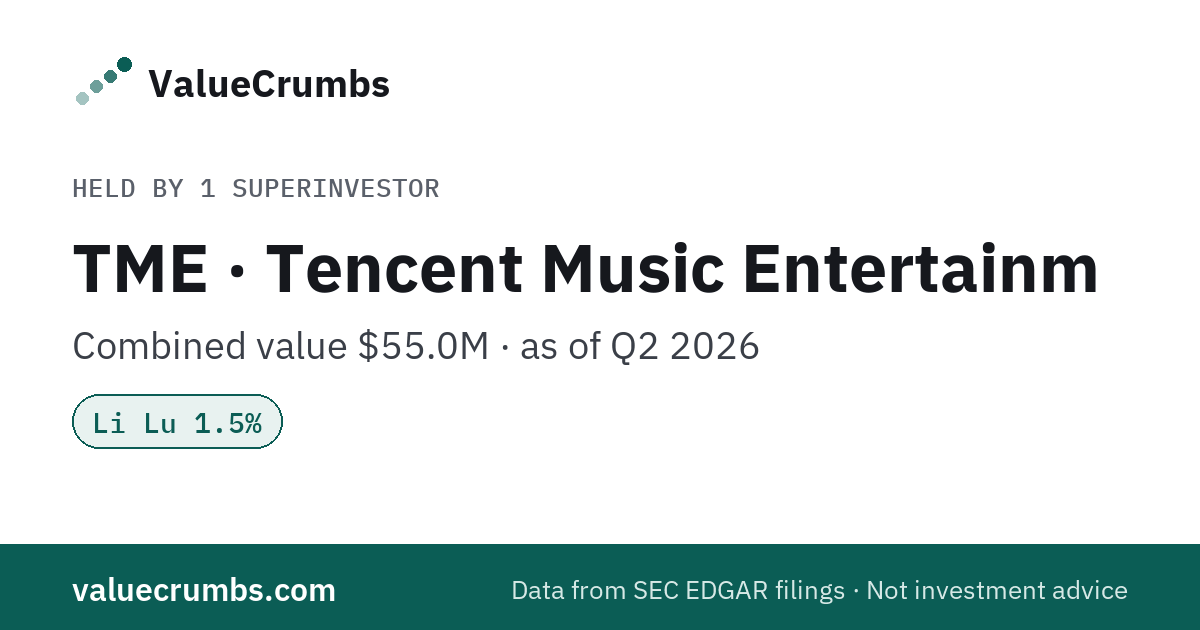 ValueCrumbs
HELD BY 1 SUPERINVESTOR
TME · Tencent Music Entertainm
Combined value $55.0M · as of Q2 2026
Li Lu 1.5%
valuecrumbs.com
Data from SEC EDGAR filings · Not investment advice